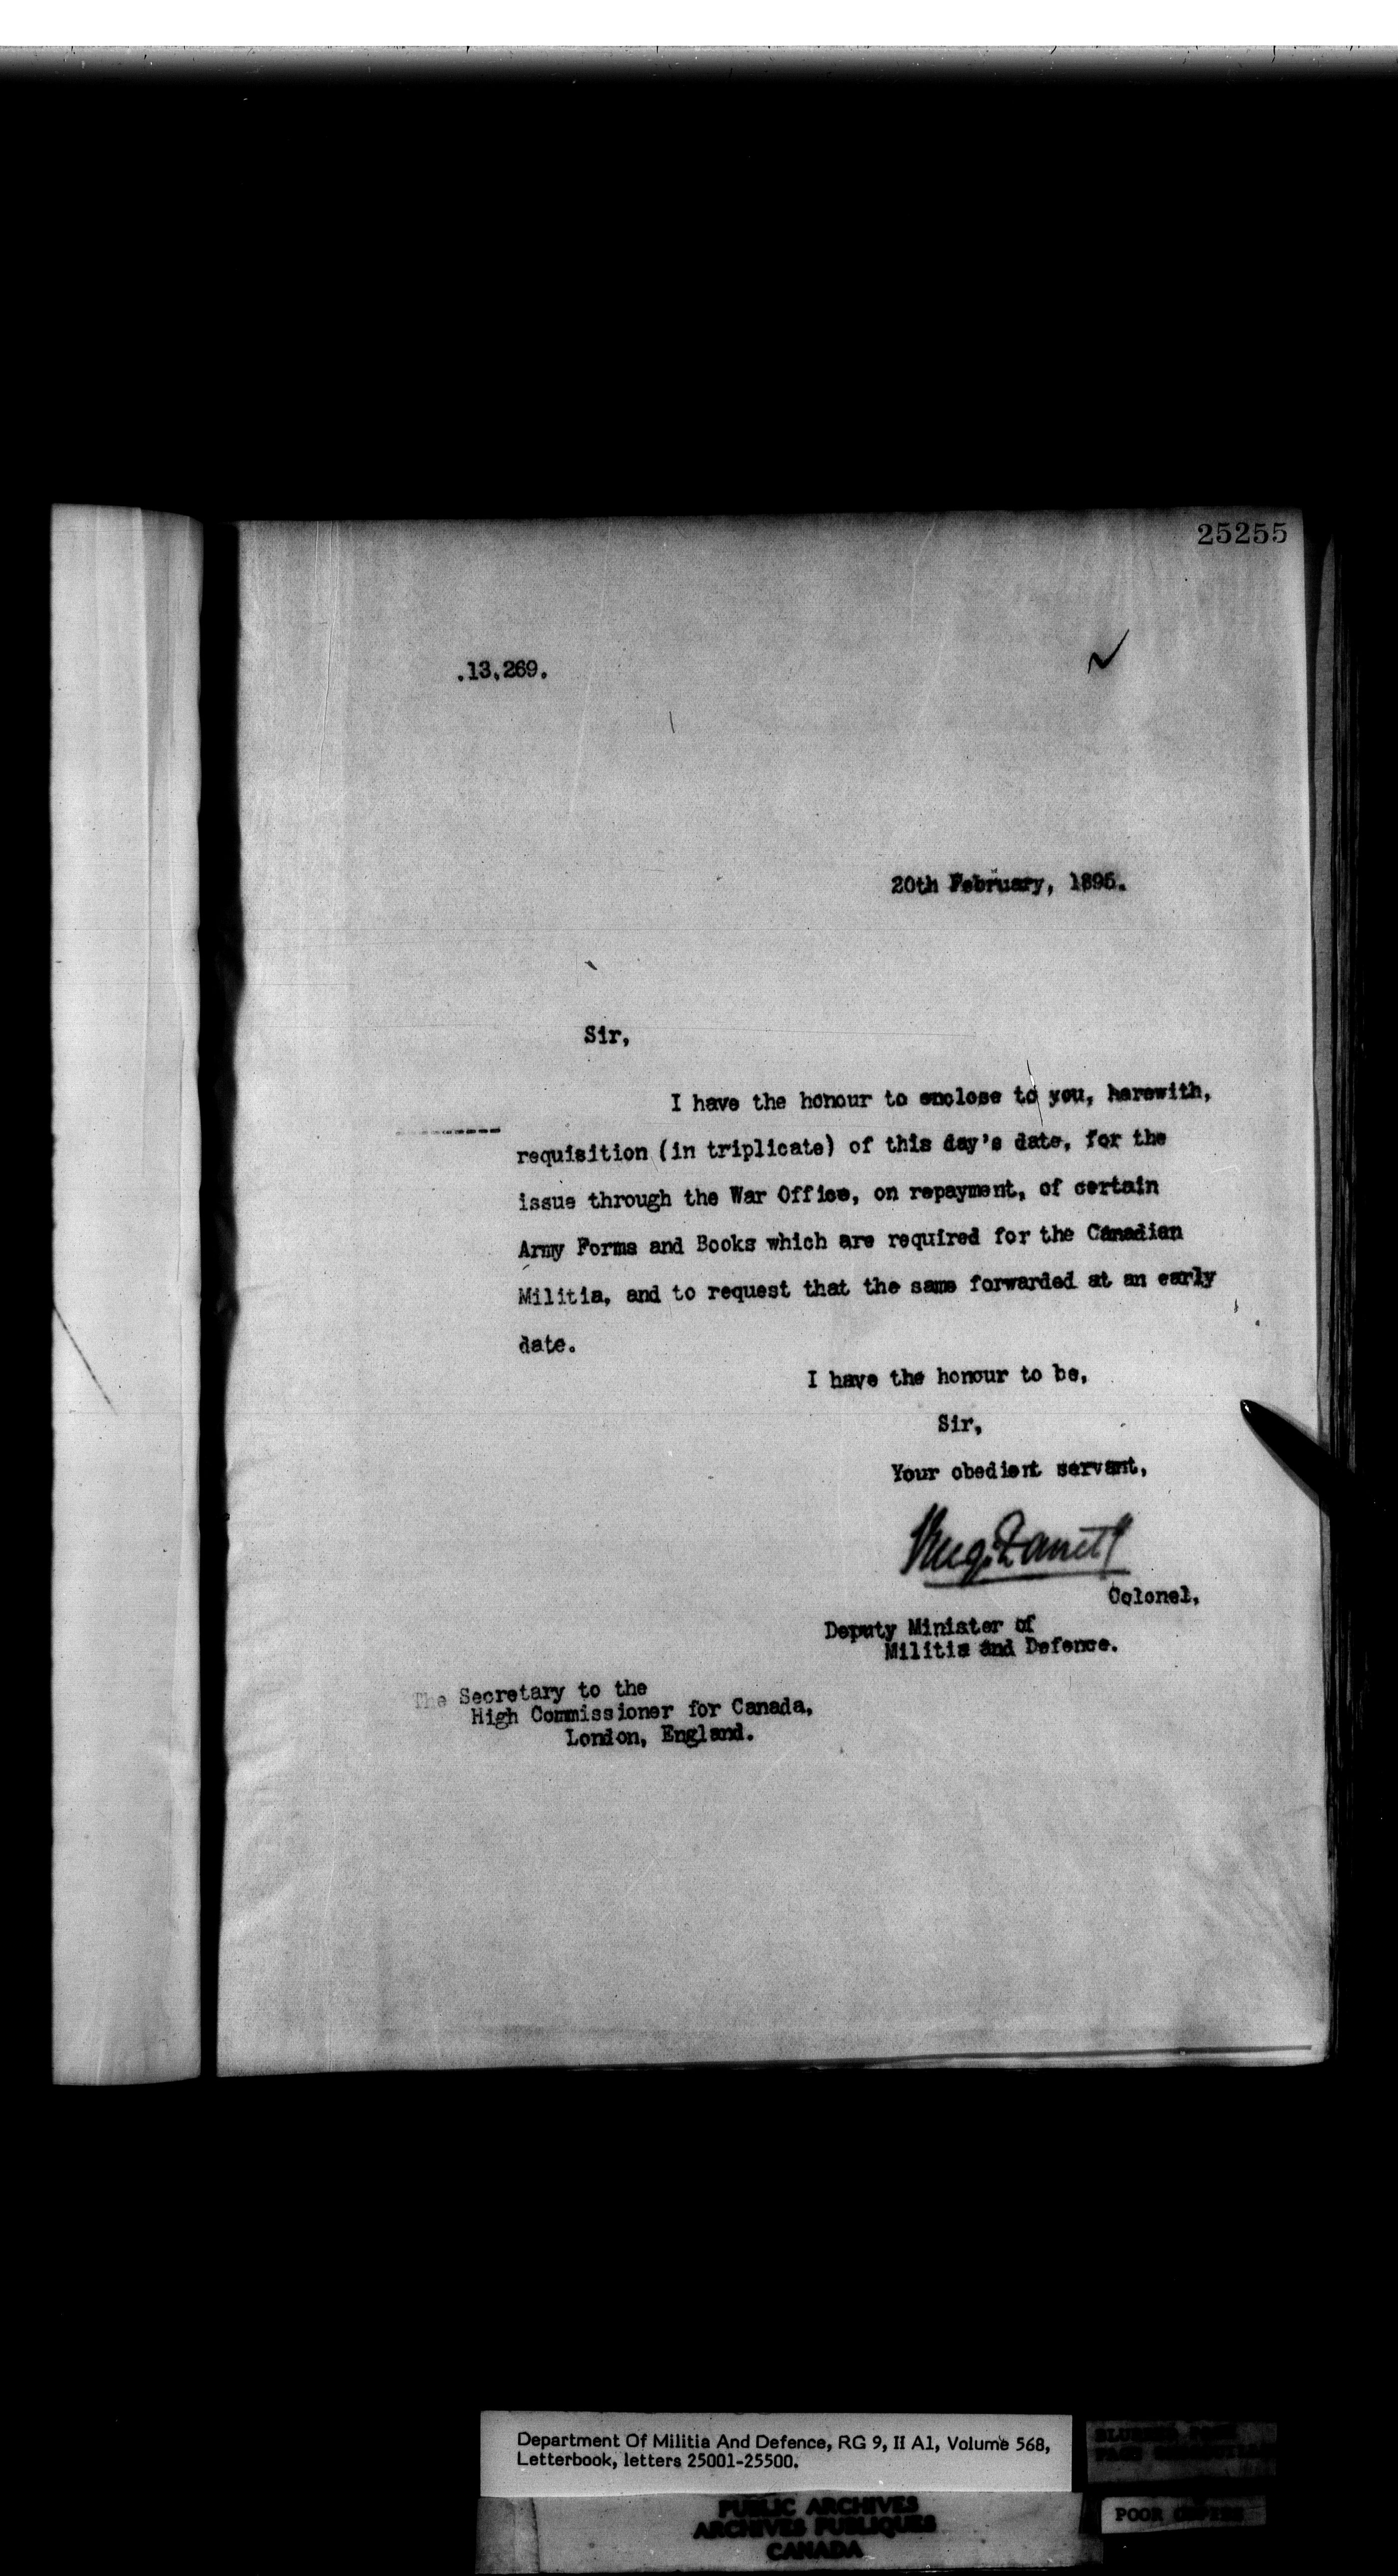 25255
.13,269.
20th February, 1895.
Sir,
I have the honour to enclose to you, herewith,
requisition (in triplicate) of this day's date, for the
issue through the War Office, on repayment, of certain
Army Forms and Books which are required for the Canadian
Militia, and to request that the same forwarded at an early
date.
I have the honour to be,
Sir,
Your obedient servant,
Colonel,
Deputy Minister of
Militia and Defence.
The Secretary to the
High Commissioner for Canada,
London, England.
Department Of Militia And Defence, RG 9, II A1, Volume 568,
Letterbook, letters 25001-25500.
PUBLIC ARCHIVES
ARCHIVES PUBLIQUES
CANADA
POOR